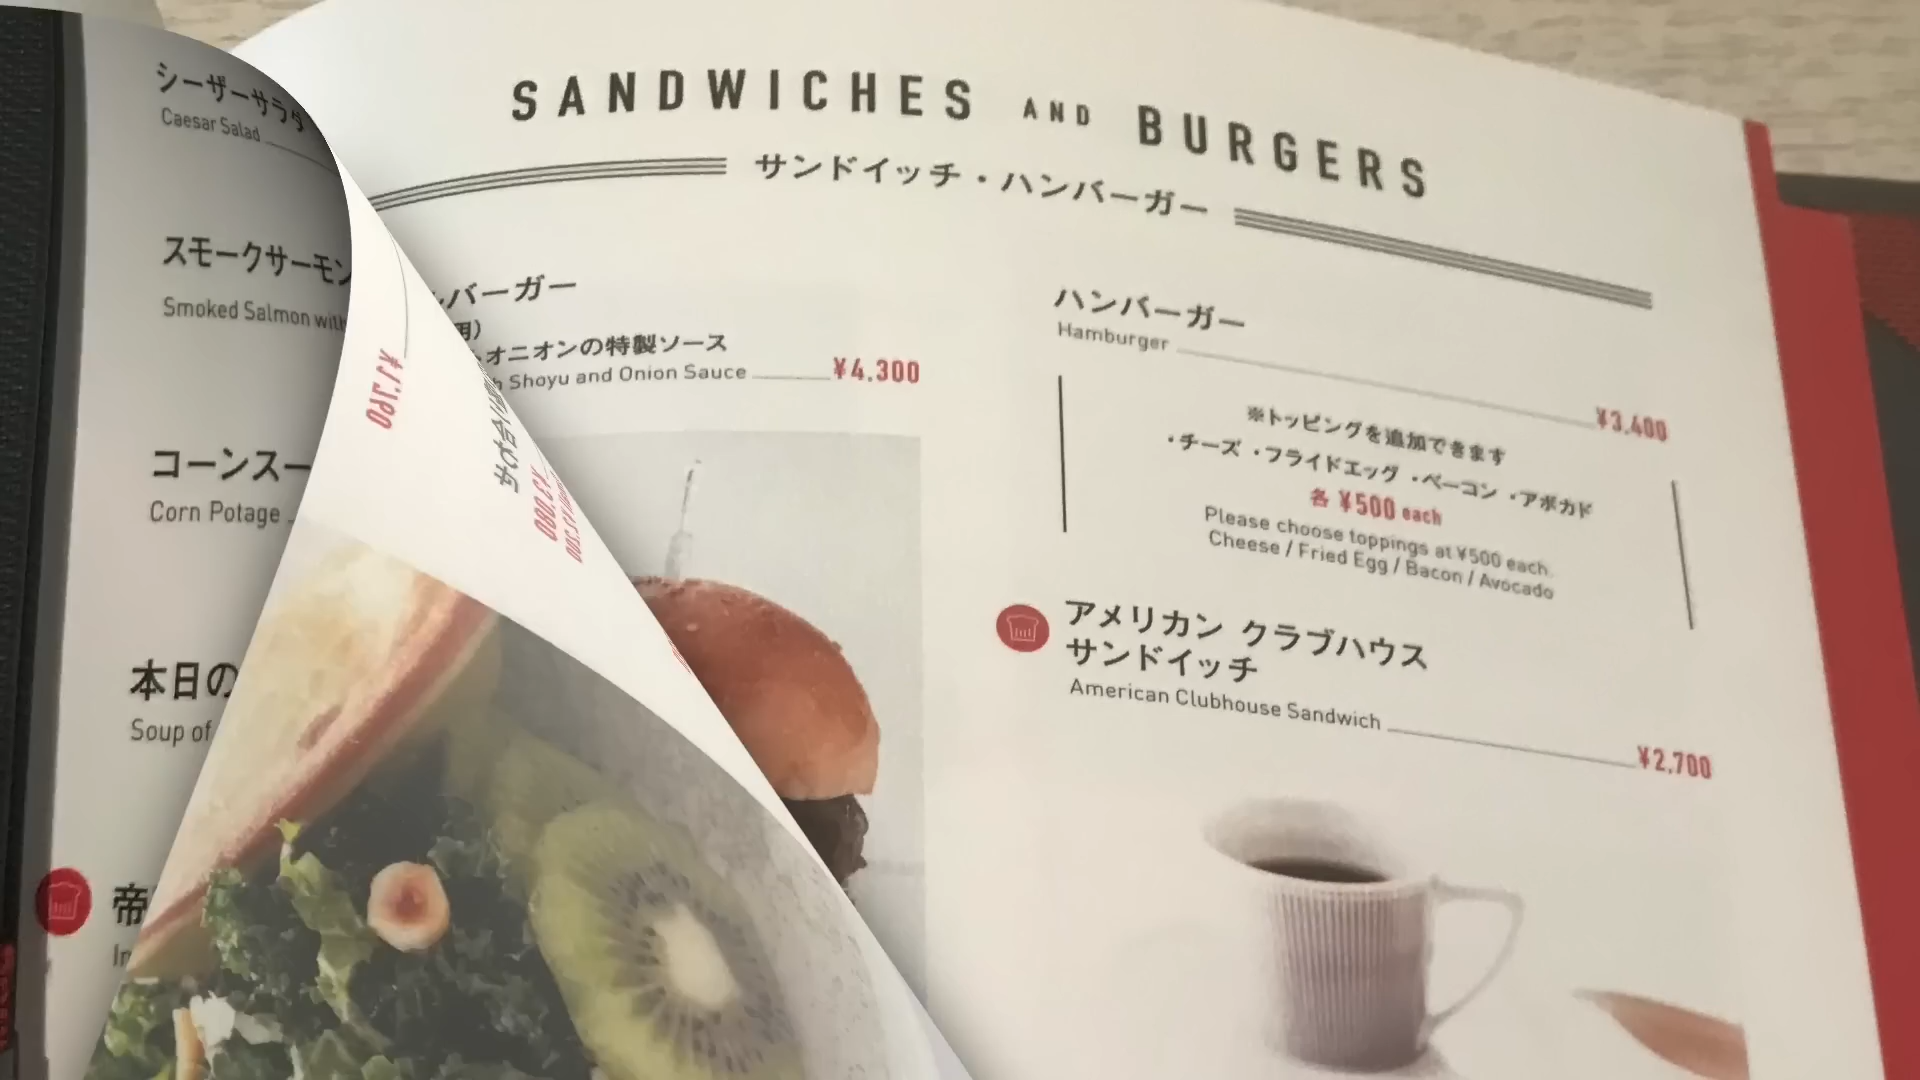 シーザーサラダ
Caesar Salad
スモークサーモン
Smoked Salmon with
コーンスー
Corn Potage
本日の
Soup of
帝
In
SANDWICHES AND BURGERS
サンドイッチ・ハンバーガー
バーガー
用)
オニオンの特製ソース
Shoyu and Onion Sauce ¥4,300
ハンバーガー
Hamburger ¥3,400
※トッピングを追加できます
・チーズ ・フライドエッグ ・ベーコン ・アボカド
各 ¥500 each
Please choose toppings at ¥500 each.
Cheese / Fried Egg / Bacon / Avocado
アメリカン クラブハウス
サンドイッチ
American Clubhouse Sandwich ¥2,700